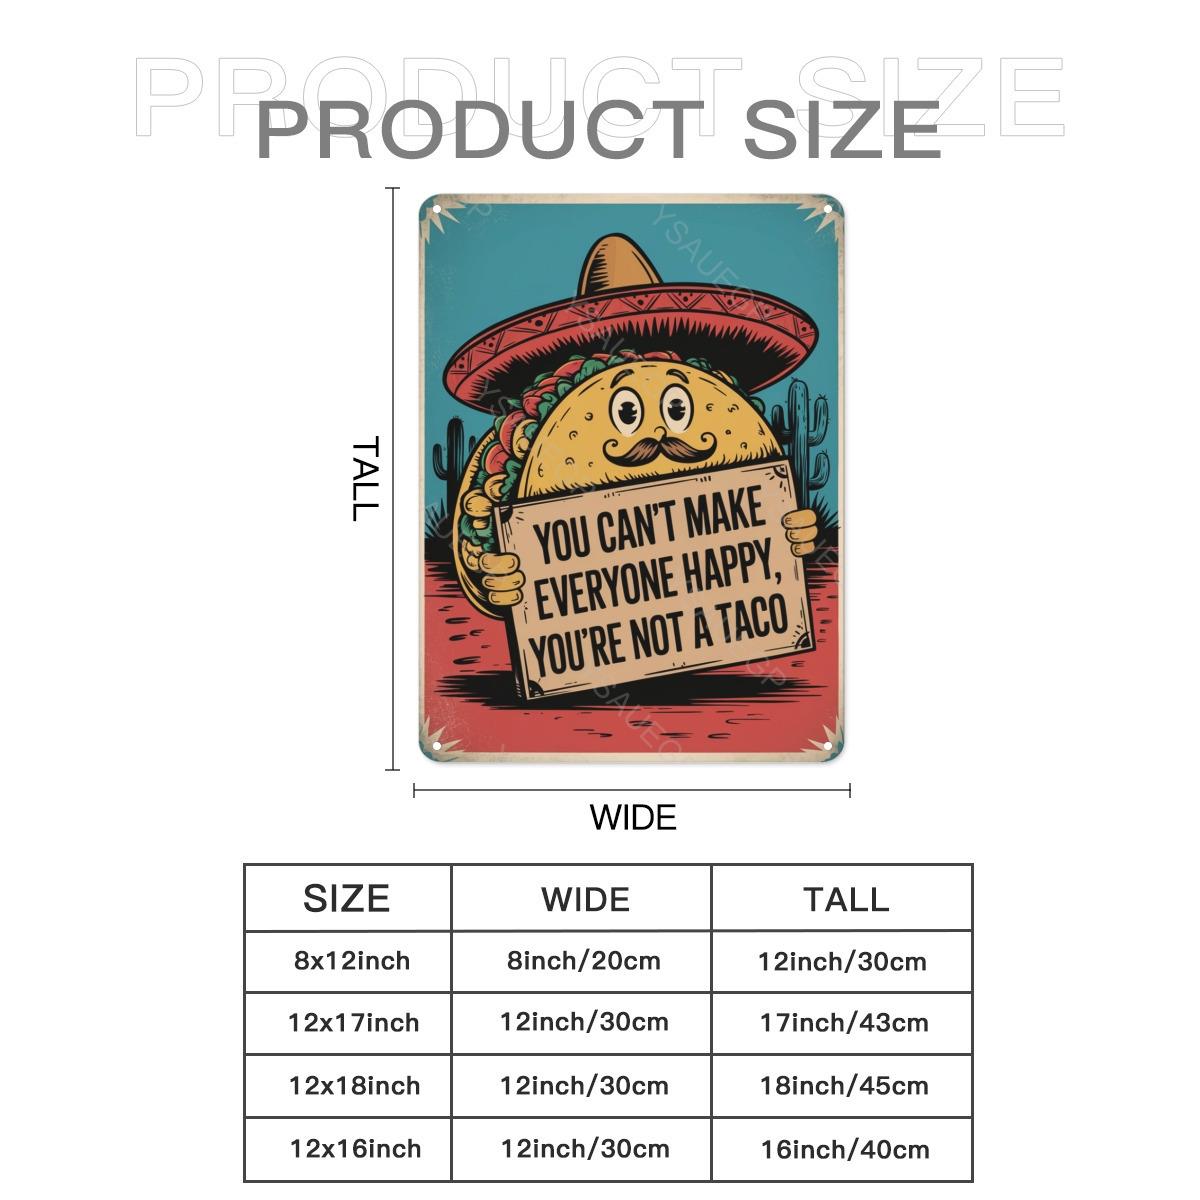 PRODUCT SIZE
PRODUCT SIZE
TALL
YSAUEGP
YOU CAN'T MAKE
EVERYONE HAPPY,
YOU'RE NOT A TACO
WIDE
SIZE WIDE TALL
8x12inch 8inch/20cm 12inch/30cm
12x17inch 12inch/30cm 17inch/43cm
12x18inch 12inch/30cm 18inch/45cm
12x16inch 12inch/30cm 16inch/40cm